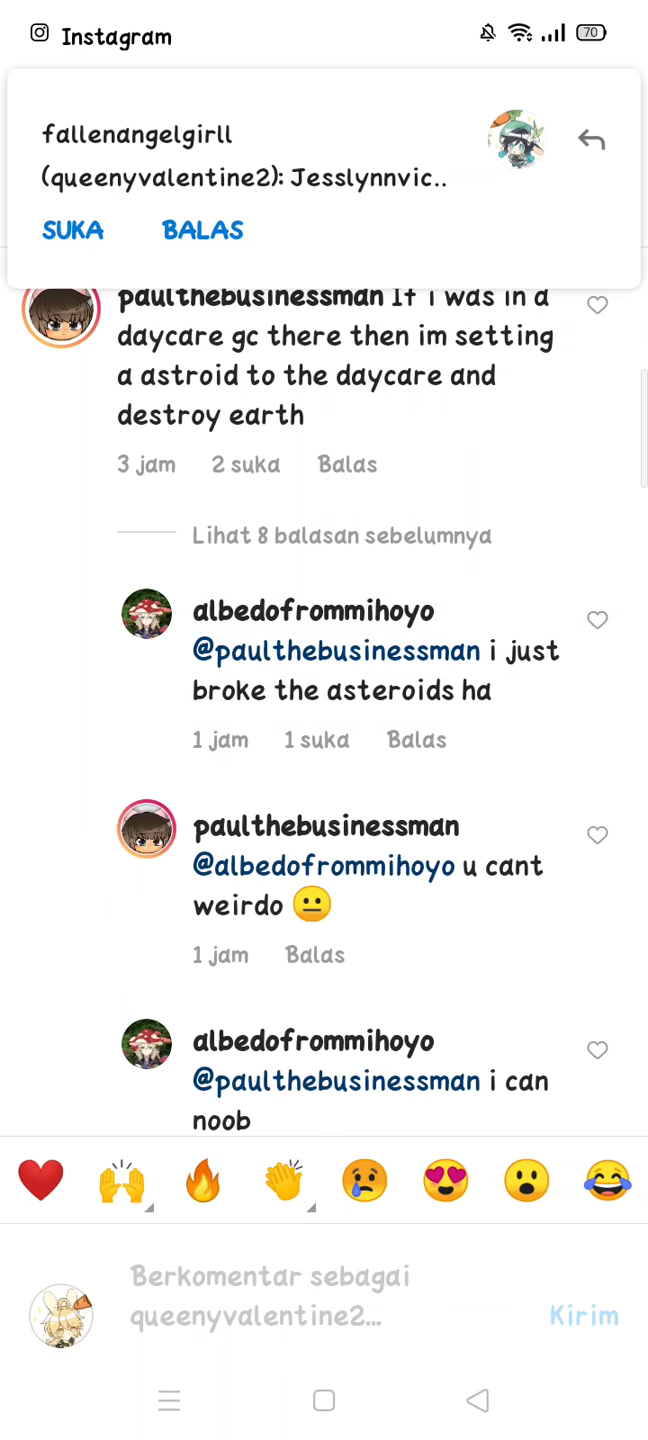 Instagram
70
fallenangelgirll
(queenyvalentine2): Jesslynnvic..
SUKA BALAS
paulthebusinessman If i was in a
daycare gc there then im setting
a astroid to the daycare and
destroy earth
3 jam 2 suka Balas
Lihat 8 balasan sebelumnya
albedofrommihoyo
@paulthebusinessman i just
broke the asteroids ha
1 jam 1 suka Balas
paulthebusinessman
@albedofrommihoyo u cant
weirdo 😐
1 jam Balas
albedofrommihoyo
@paulthebusinessman i can
noob
Berkomentar sebagai
queenyvalentine2...
Kirim